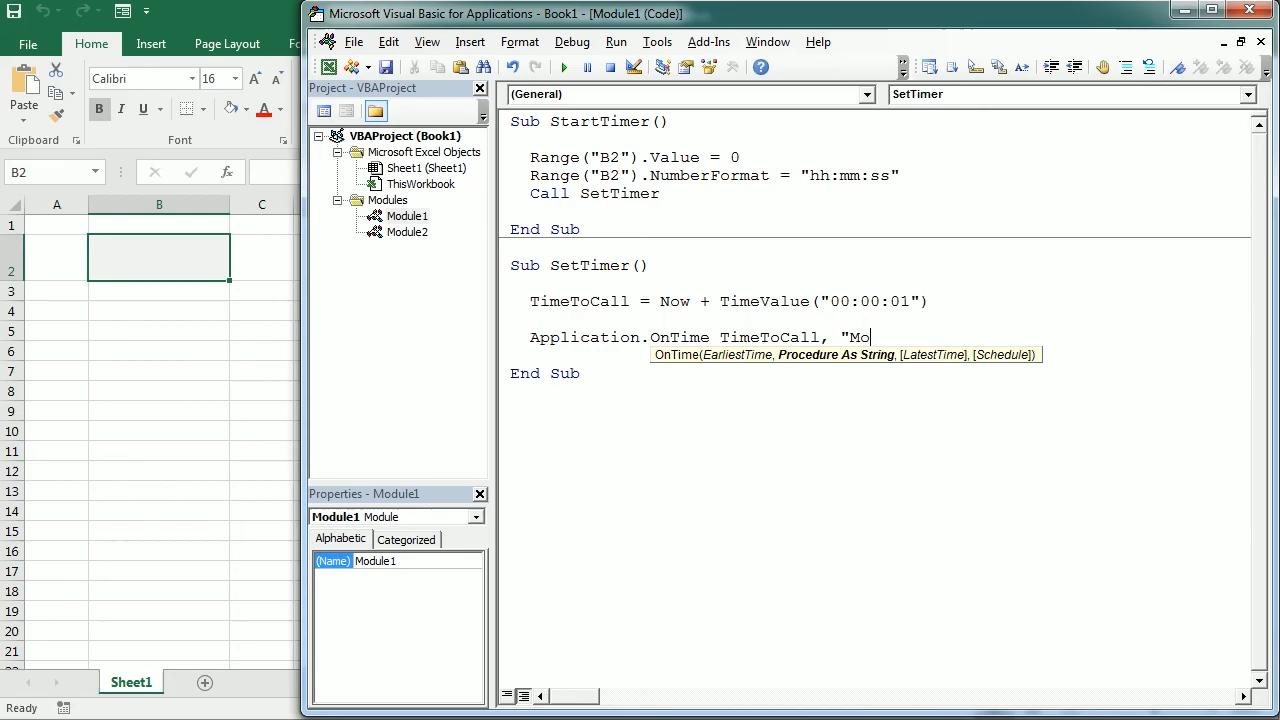 Microsoft Visual Basic for Applications - Book1 - [Module1 (Code)]
File Home Insert Page Layout
File Edit View Insert Format Debug Run Tools Add-Ins Window Help
Calibri 16
Paste
B I U A
Clipboard Font
B2
fx
A B C
1
2
3
4
5
6
7
8
9
10
11
12
13
14
15
16
17
18
19
20
21
Sheet1
Ready
Project - VBAProject
VBAProject (Book1)
Microsoft Excel Objects
Sheet1 (Sheet1)
ThisWorkbook
Modules
Module1
Module2
Properties - Module1
Module1 Module
Alphabetic Categorized
(Name) Module1
(General) SetTimer
Sub StartTimer()
Range("B2").Value = 0
Range("B2").NumberFormat = "hh:mm:ss"
Call SetTimer
End Sub
Sub SetTimer()
TimeToCall = Now + TimeValue("00:00:01")
Application.OnTime TimeToCall, "Mo
OnTime(EarliestTime, Procedure As String, [LatestTime], [Schedule])
End Sub